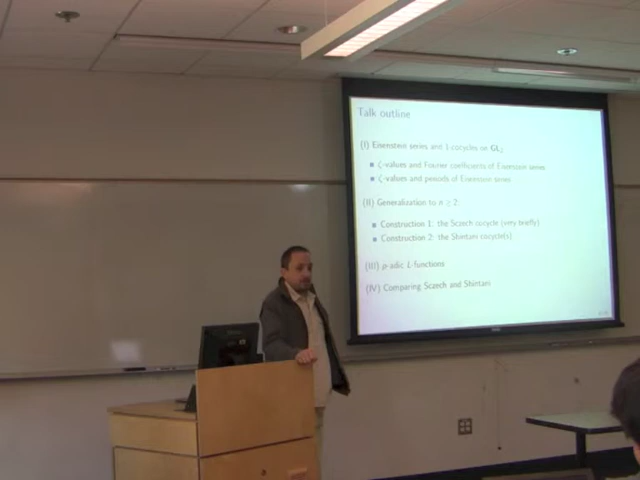 Talk outline
(I) Eisenstein series and 1-cocycles on GL₂
ζ-values and Fourier coefficients of Eisenstein series
ζ-values and periods of Eisenstein series
(II) Generalization to n ≥ 2:
Construction 1: the Sczech cocycle (very briefly)
Construction 2: the Shintani cocycle(s)
(III) p-adic L-functions
(IV) Comparing Sczech and Shintani